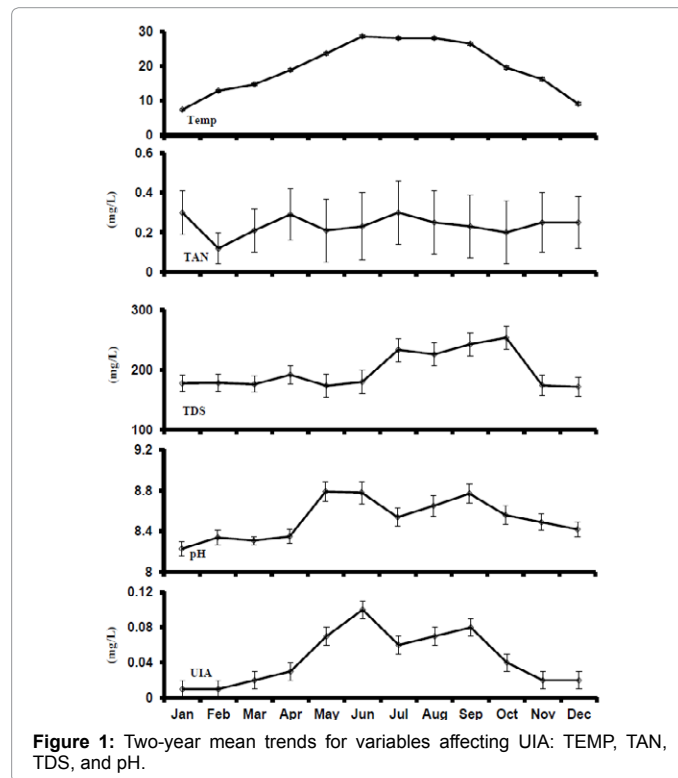 30
20
10
0
Temp
0.6
0.4
0.2
0
(mg/L)
TAN
300
200
100
(mg/L)
TDS
9.2
8.8
8.4
8
pH
0.12
0.08
0.04
0
(mg/L)
UIA
Jan Feb Mar Apr May Jun Jul Aug Sep Oct Nov Dec
Figure 1: Two-year mean trends for variables affecting UIA: TEMP, TAN,
TDS, and pH.